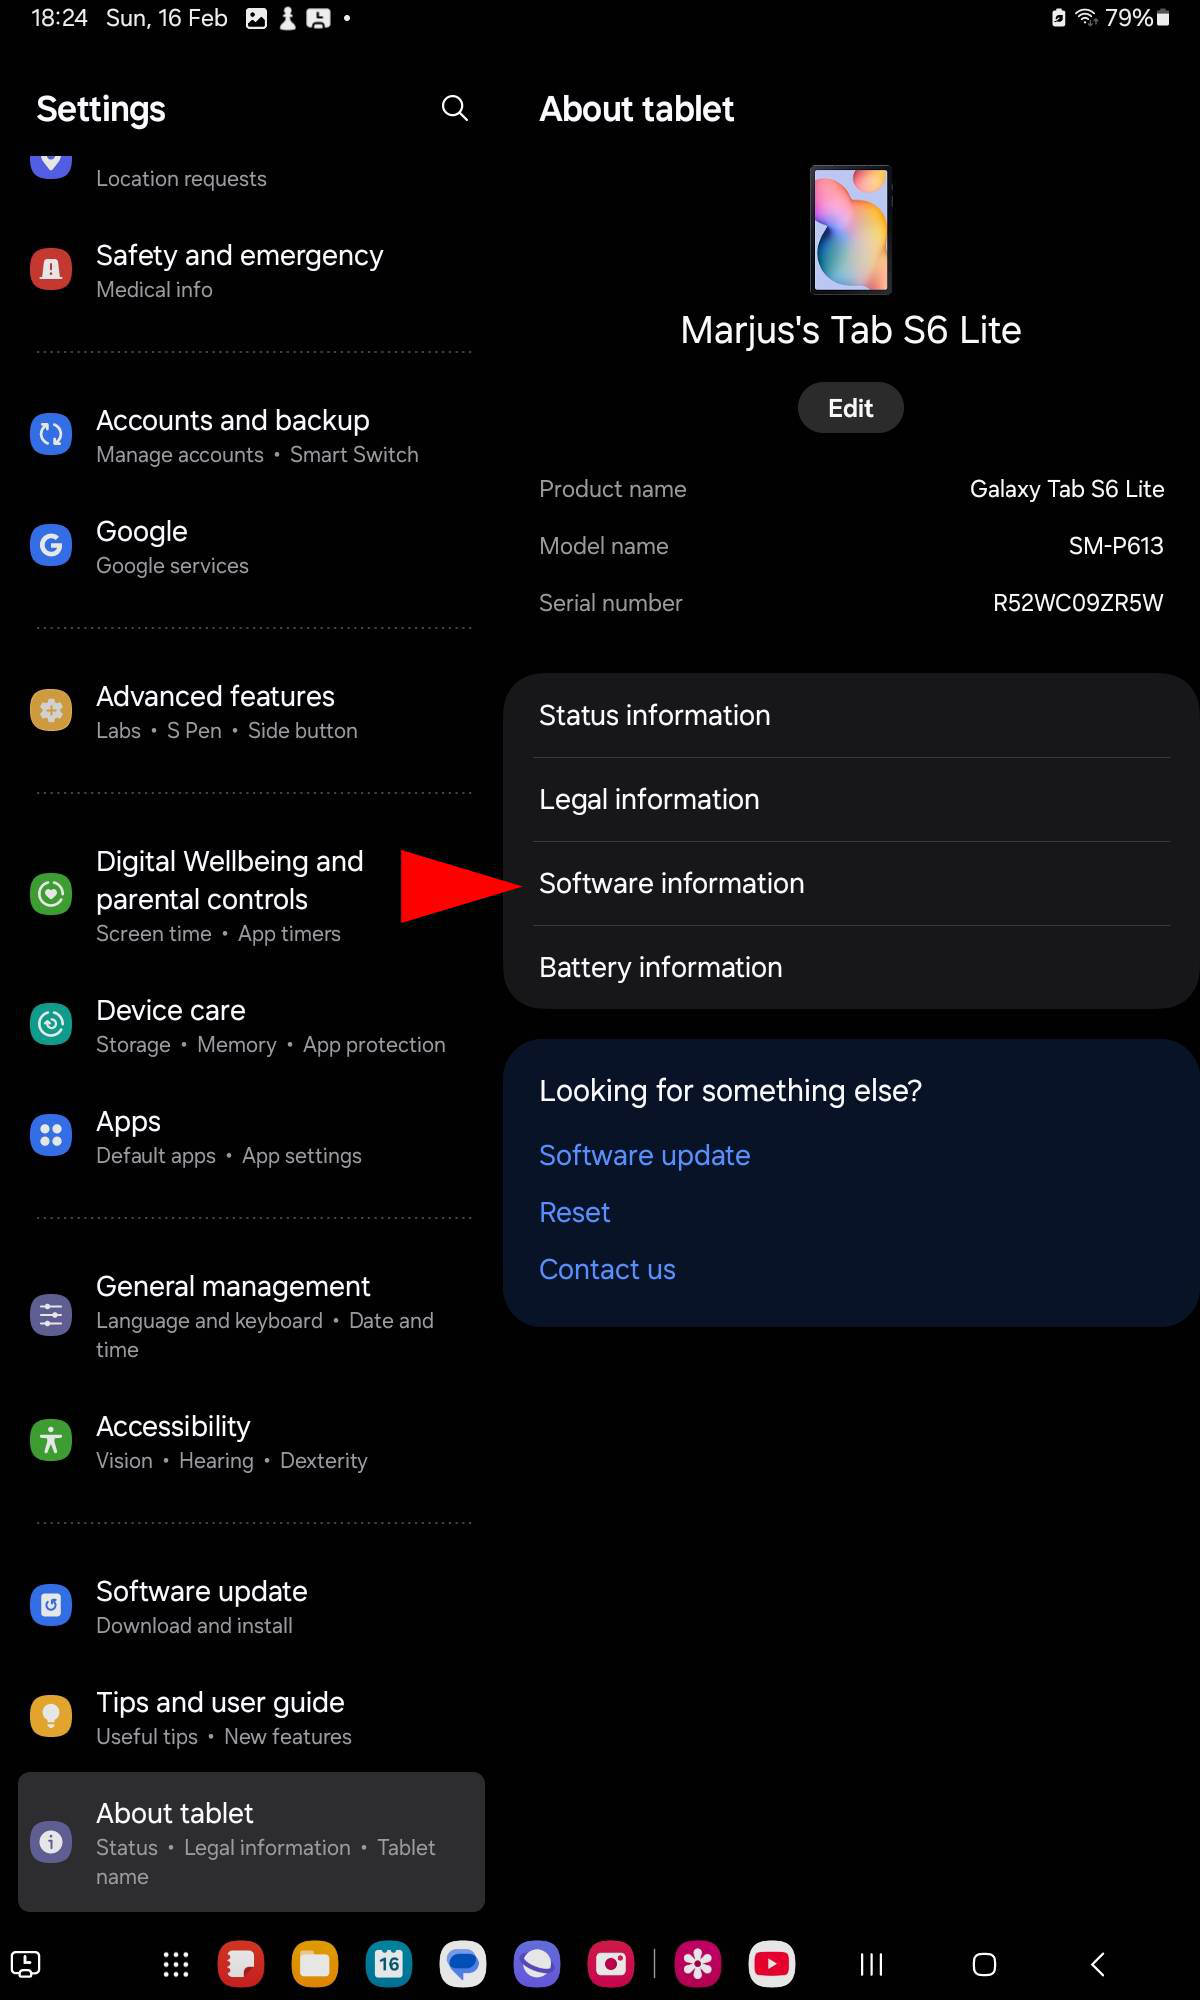 18:24 Sun, 16 Feb
79%
Settings
Location requests
Safety and emergency
Medical info
Accounts and backup
Manage accounts • Smart Switch
Google
Google services
Advanced features
Labs • S Pen • Side button
Digital Wellbeing and
parental controls
Screen time • App timers
Device care
Storage • Memory • App protection
Apps
Default apps • App settings
General management
Language and keyboard • Date and
time
Accessibility
Vision • Hearing • Dexterity
Software update
Download and install
Tips and user guide
Useful tips • New features
About tablet
Status • Legal information • Tablet
name
About tablet
Marjus's Tab S6 Lite
Edit
Product name Galaxy Tab S6 Lite
Model name SM-P613
Serial number R52WC09ZR5W
Status information
Legal information
Software information
Battery information
Looking for something else?
Software update
Reset
Contact us
16